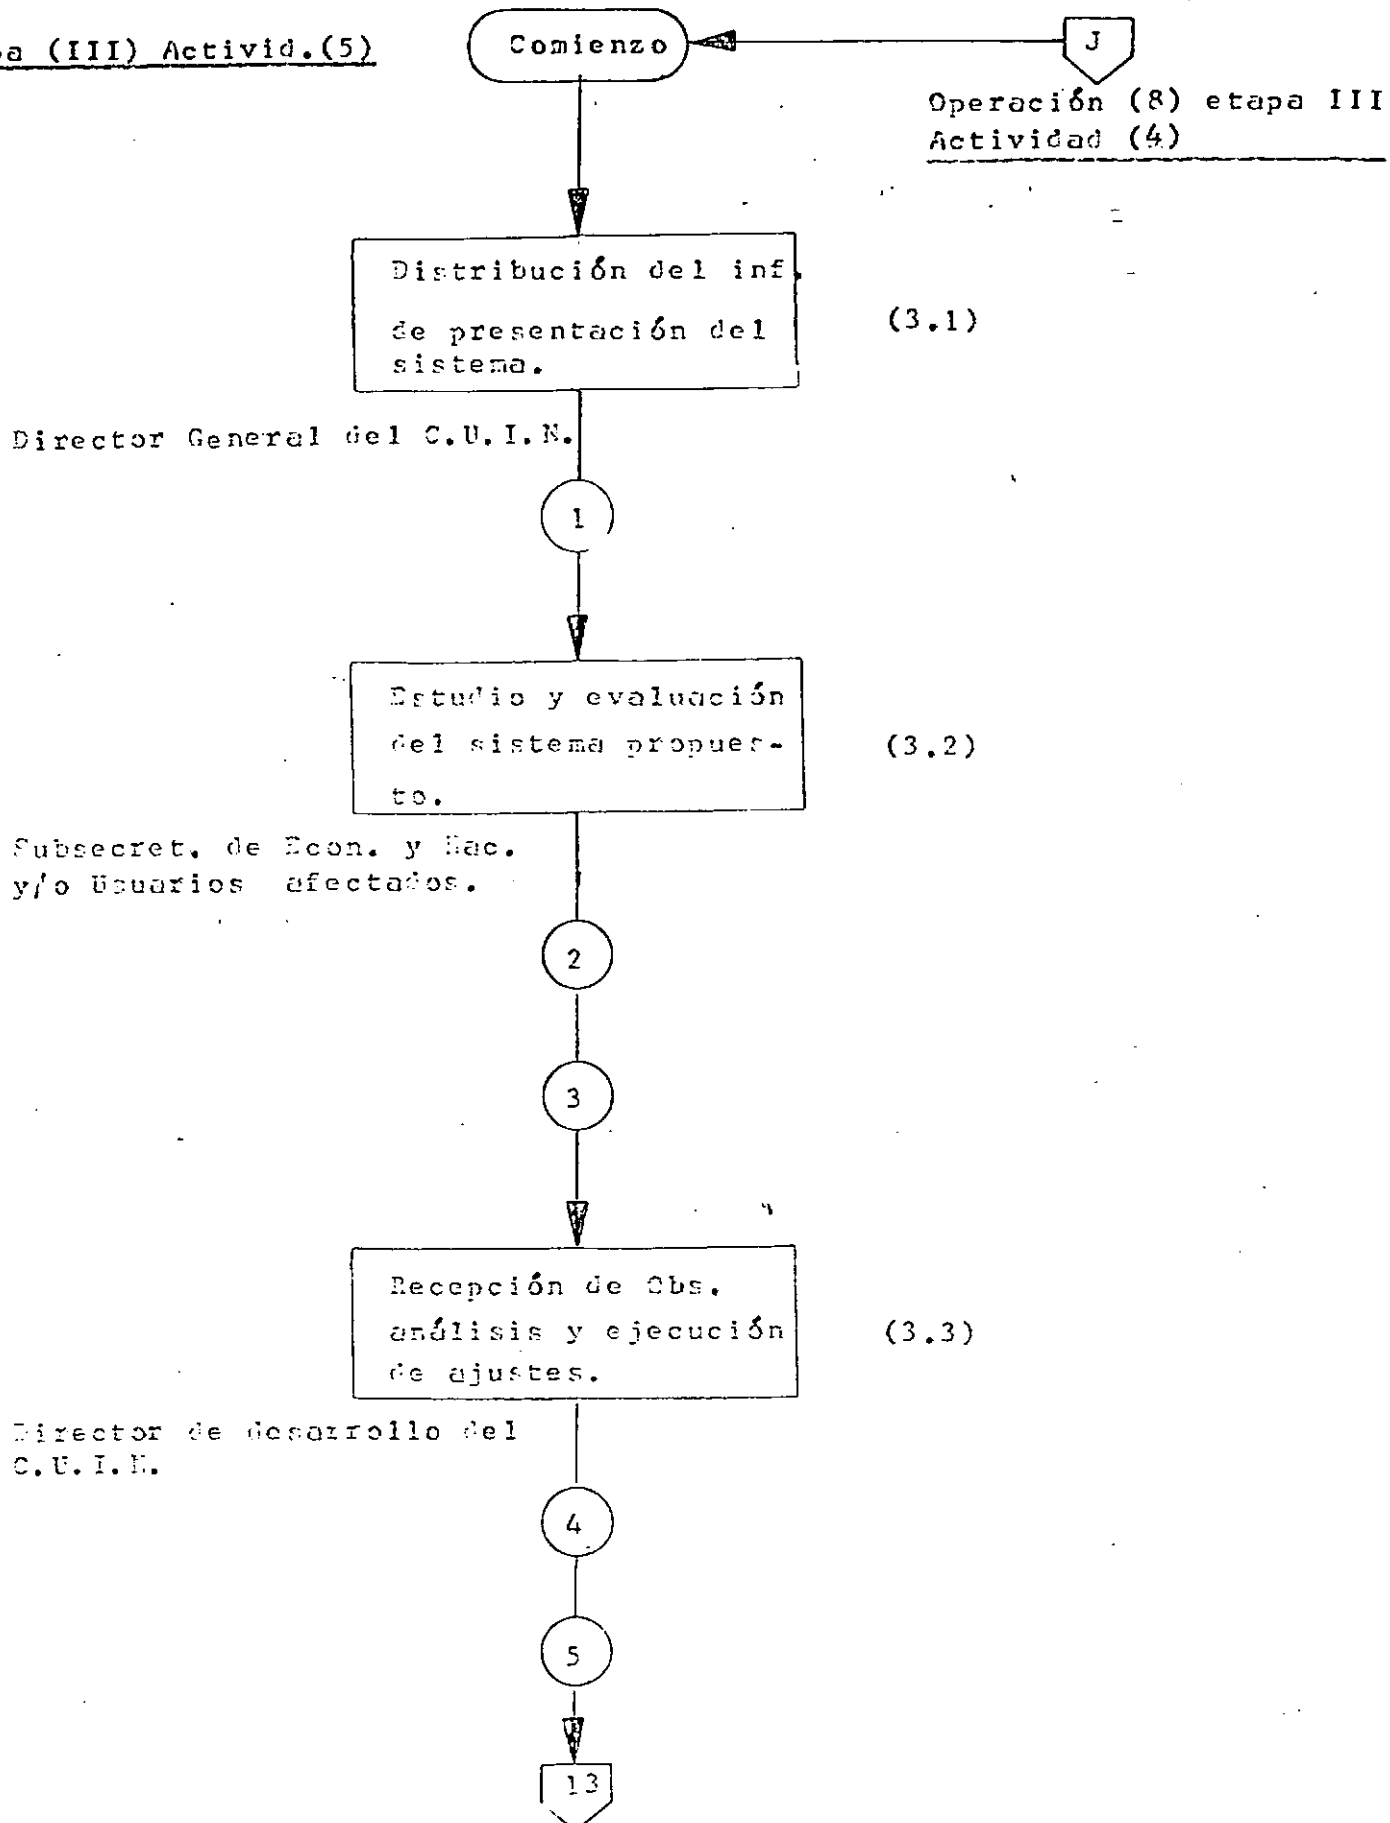 a (III) Activid.(5)
Comienzo
J
Operación (8) etapa III
Actividad (4)
Distribución del inf.
de presentación del
sistema.
(3.1)
Director General del C.U.I.N.
1
Estudio y evaluación
del sistema propues-
to.
(3.2)
Subsecret. de Econ. y Hac.
y/o Usuarios afectados.
2
3
Recepción de Obs.
análisis y ejecución
de ajustes.
(3.3)
Director de desarrollo del
C.U.I.N.
4
5
13